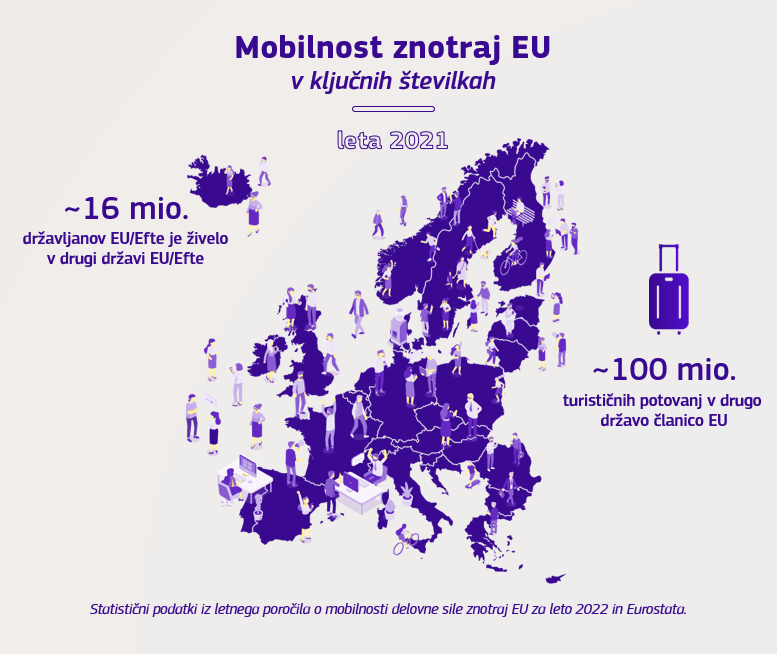 Mobilnost znotraj EU
v ključnih številkah
leta 2021
~16 mio.
državljanov EU/Efte je živelo
v drugi državi EU/Efte
~100 mio.
turističnih potovanj v drugo
državo članico EU
Statistični podatki iz letnega poročila o mobilnosti delovne sile znotraj EU za leto 2022 in Eurostata.